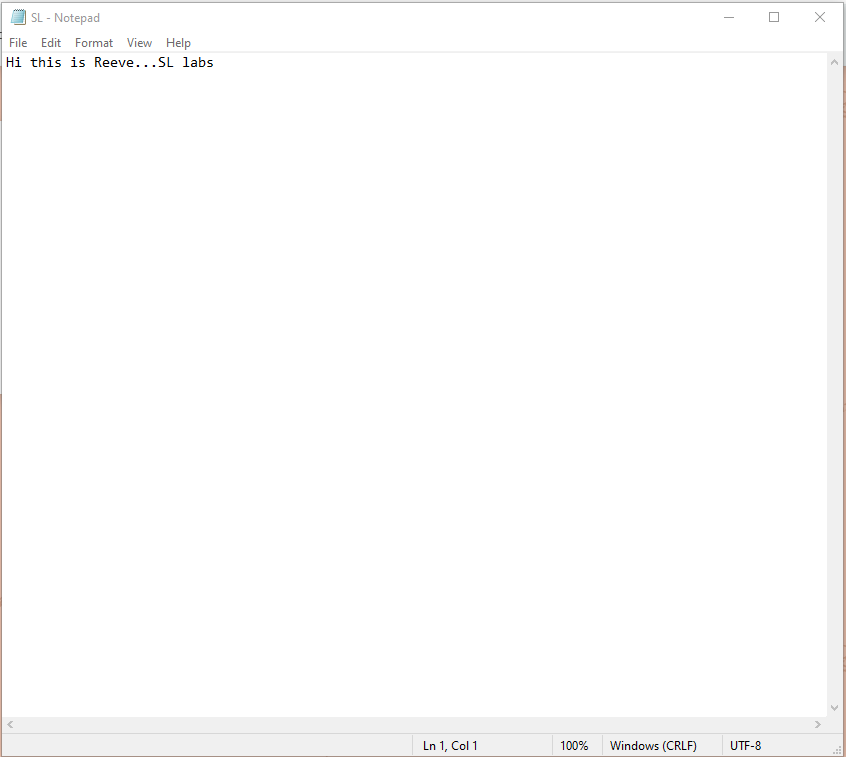 SL - Notepad
File Edit Format View Help
Hi this is Reeve...SL labs
Ln 1, Col 1 100% Windows (CRLF) UTF-8